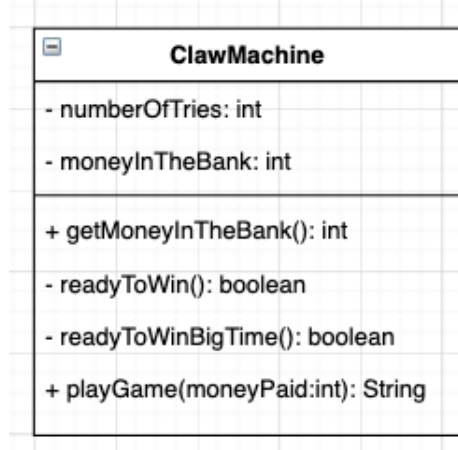 ClawMachine
- numberOfTries: int
- moneyInTheBank: int
+ getMoneyInTheBank(): int
- readyToWin(): boolean
- readyToWinBigTime(): boolean
+ playGame(moneyPaid:int): String